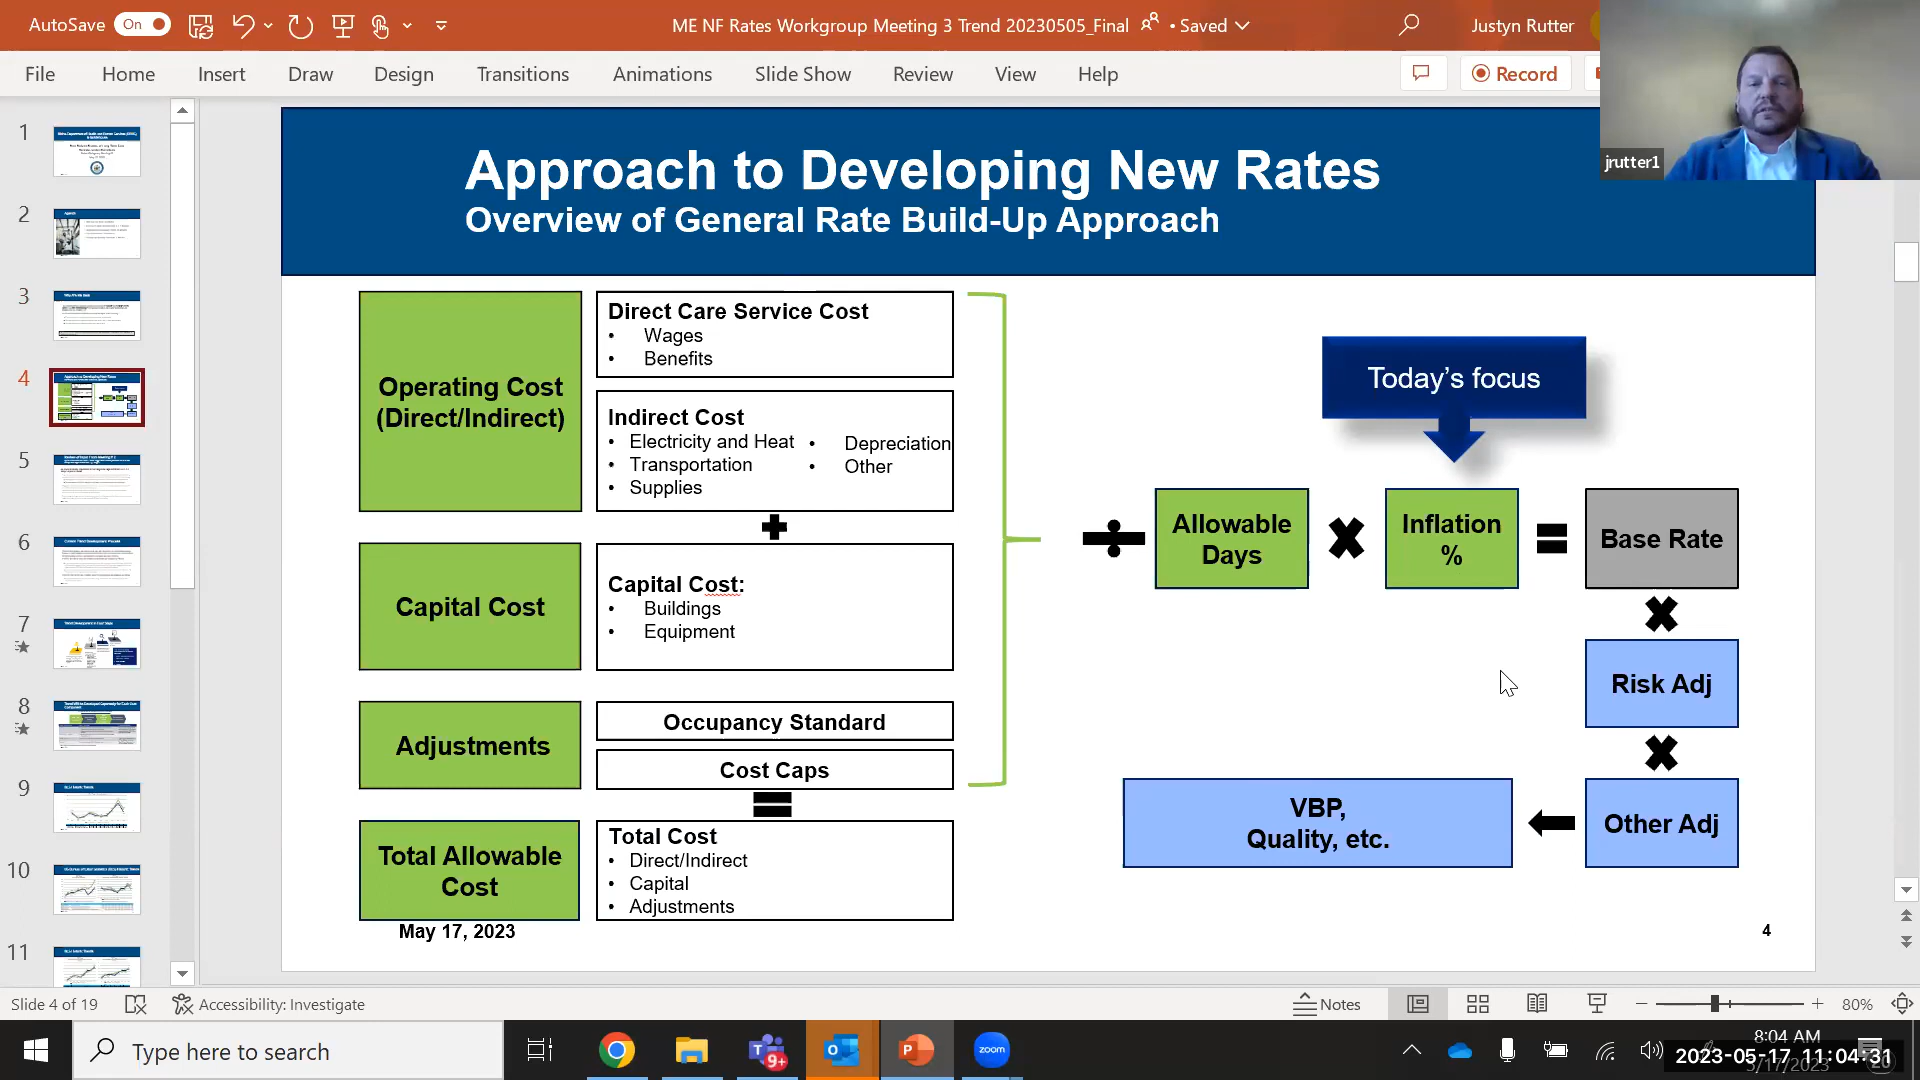 AutoSave On
ME NF Rates Workgroup Meeting 3 Trend 20230505_Final • Saved
Justyn Rutter
File Home Insert Draw Design Transitions Animations Slide Show Review View Help
Record
jrutter1
1
2
3
4
5
6
7
8
9
10
11
Approach to Developing New Rates
Overview of General Rate Build-Up Approach
Operating Cost
(Direct/Indirect)
Direct Care Service Cost
• Wages
• Benefits
Indirect Cost
• Electricity and Heat
• Transportation
• Supplies
• Depreciation
• Other
Capital Cost
Capital Cost:
• Buildings
• Equipment
Adjustments
Occupancy Standard
Cost Caps
Total Allowable
Cost
Total Cost
• Direct/Indirect
• Capital
• Adjustments
Today's focus
Allowable
Days
Inflation
%
Base Rate
Risk Adj
Other Adj
VBP,
Quality, etc.
May 17, 2023
4
Slide 4 of 19
Accessibility: Investigate
Notes
80%
Type here to search
9+
zoom
8:04 AM
2023-05-17 11:04:31
5/17/2023
20